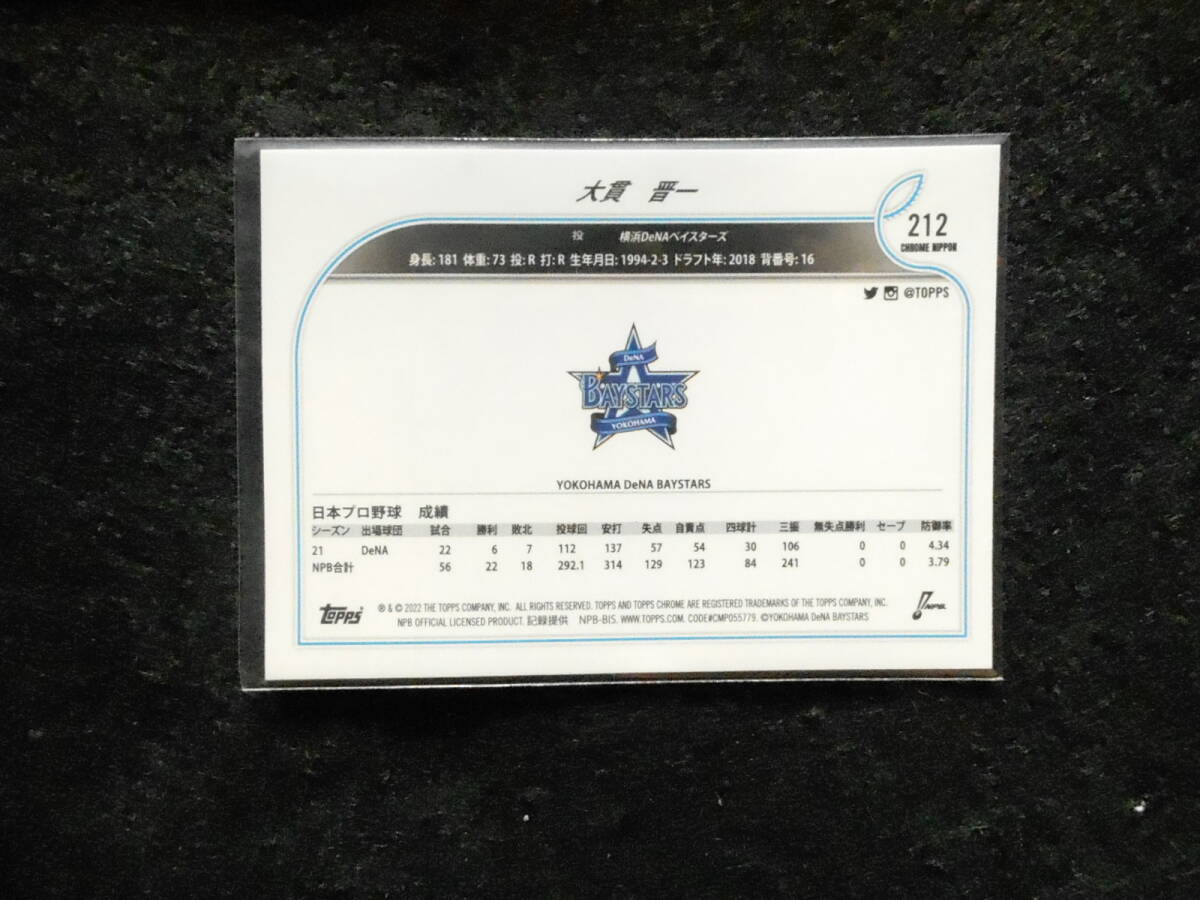 大貫 晋一
212
CHROME NIPPON
投 横浜DeNAベイスターズ
身長: 181 体重: 73 投: R 打: R 生年月日: 1994-2-3 ドラフト年: 2018 背番号: 16
@TOPPS
DeNA
BAYSTARS
YOKOHAMA
YOKOHAMA DeNA BAYSTARS
日本プロ野球 成績
シーズン 出場球団 試合 勝利 敗北 投球回 安打 失点 自責点 四球計 三振 無失点勝利 セーブ 防御率
21 DeNA 22 6 7 112 137 57 54 30 106 0 0 4.34
NPB合計 56 22 18 292.1 314 129 123 84 241 0 0 3.79
Topps
® & © 2022 THE TOPPS COMPANY, INC. ALL RIGHTS RESERVED. TOPPS AND TOPPS CHROME ARE REGISTERED TRADEMARKS OF THE TOPPS COMPANY, INC.
NPB OFFICIAL LICENSED PRODUCT. 記録提供 NPB-BIS. WWW.TOPPS.COM. CODE#CMP055779. ©YOKOHAMA DeNA BAYSTARS
NPB